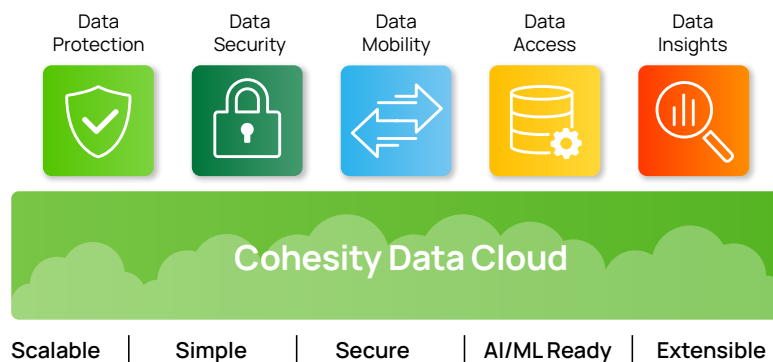 Data Protection
Data Security
Data Mobility
Data Access
Data Insights
Cohesity Data Cloud
Scalable | Simple | Secure | AI/ML Ready | Extensible